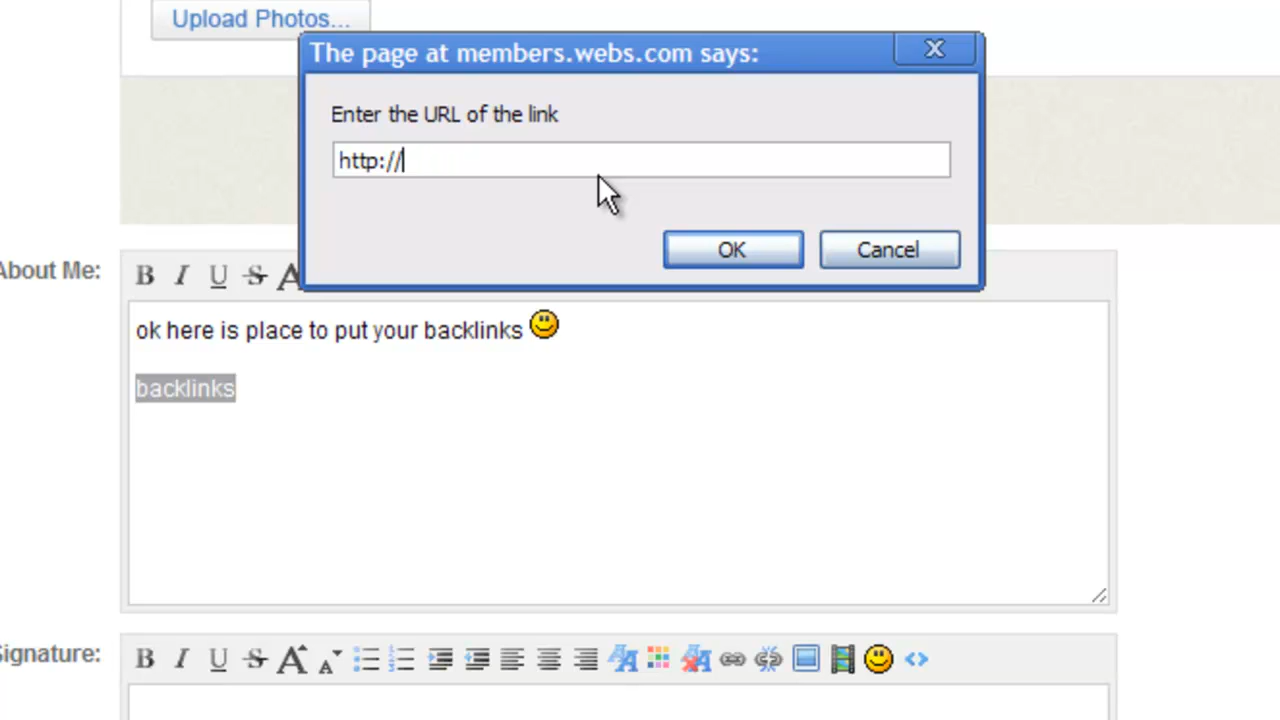 Upload Photos...
The page at members.webs.com says:
Enter the URL of the link
http://
OK Cancel
About Me:
B I U S A
ok here is place to put your backlinks
backlinks
Signature:
B I U S A A